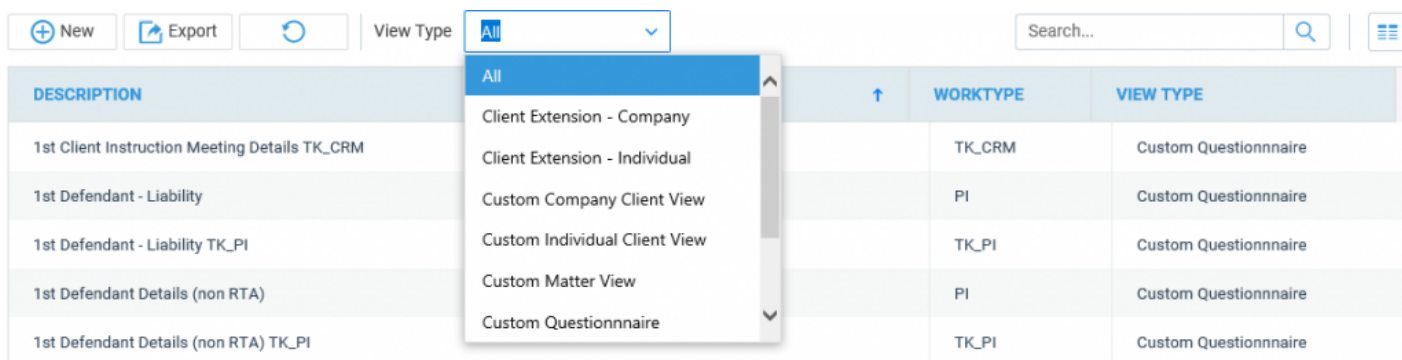 New Export View Type All Search...
DESCRIPTION WORKTYPE VIEW TYPE
All
Client Extension - Company
Client Extension - Individual
Custom Company Client View
Custom Individual Client View
Custom Matter View
Custom Questionnnaire
1st Client Instruction Meeting Details TK_CRM TK_CRM Custom Questionnnaire
1st Defendant - Liability PI Custom Questionnnaire
1st Defendant - Liability TK_PI TK_PI Custom Questionnnaire
1st Defendant Details (non RTA) PI Custom Questionnnaire
1st Defendant Details (non RTA) TK_PI TK_PI Custom Questionnnaire